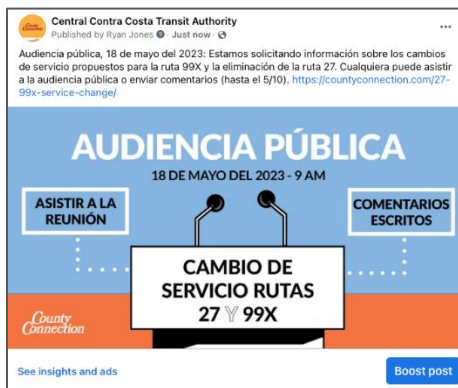 Central Contra Costa Transit Authority
Published by Ryan Jones · Just now ·
Audiencia pública, 18 de mayo del 2023: Estamos solicitando información sobre los cambios
de servicio propuestos para la ruta 99X y la eliminación de la ruta 27. Cualquiera puede asistir
a la audiencia pública o enviar comentarios (hasta el 5/10). https://countyconnection.com/27-
99x-service-change/
AUDIENCIA PÚBLICA
18 DE MAYO DEL 2023 - 9 AM
ASISTIR A LA
REUNIÓN
COMENTARIOS
ESCRITOS
CAMBIO DE
SERVICIO RUTAS
27 Y 99X
County
Connection
See insights and ads
Boost post